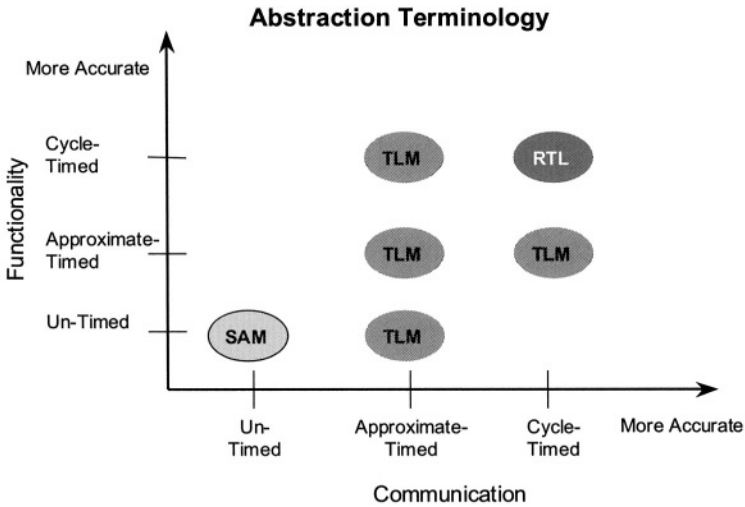 Abstraction Terminology
More Accurate
Functionality
Cycle-
Timed
TLM
RTL
Approximate-
Timed
TLM
TLM
Un-Timed
SAM
TLM
Un-
Timed
Approximate-
Timed
Cycle-
Timed
More Accurate
Communication